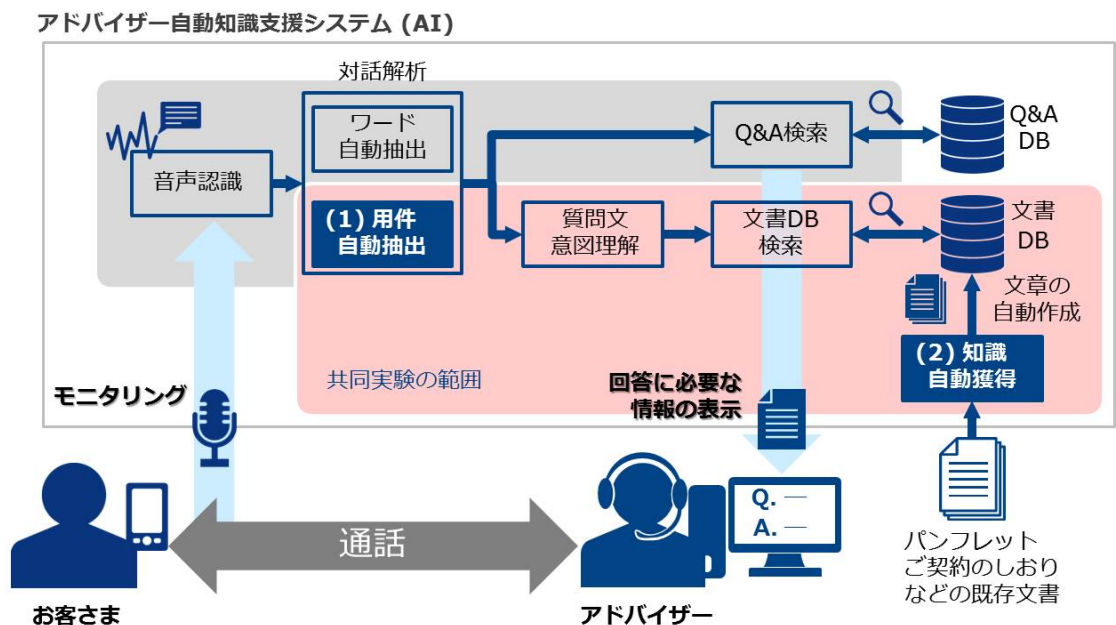 アドバイザー自動知識支援システム (AI)
対話解析
ワード
自動抽出
音声認識
(1) 用件
自動抽出
Q&A検索
Q&A
DB
質問文
意図理解
文書DB
検索
文書
DB
文章の
自動作成
(2) 知識
自動獲得
共同実験の範囲
モニタリング
回答に必要な
情報の表示
Q. —
A. —
通話
お客さま
アドバイザー
パンフレット
ご契約のしおり
などの既存文書